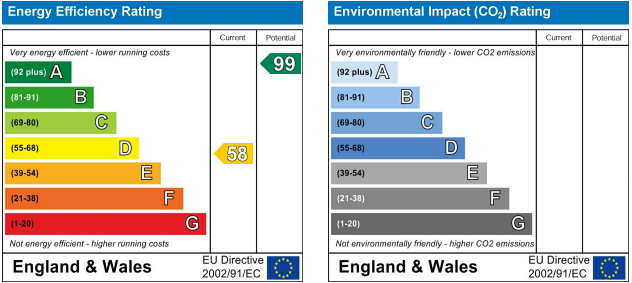 Energy Efficiency Rating
Current Potential
Very energy efficient - lower running costs
(92 plus) A
99
(81-91) B
(69-80) C
(55-68) D
58
(39-54) E
(21-38) F
(1-20) G
Not energy efficient - higher running costs
England & Wales
EU Directive
2002/91/EC
Environmental Impact (CO2) Rating
Current Potential
Very environmentally friendly - lower CO2 emissions
(92 plus) A
(81-91) B
(69-80) C
(55-68) D
(39-54) E
(21-38) F
(1-20) G
Not environmentally friendly - higher CO2 emissions
England & Wales
EU Directive
2002/91/EC